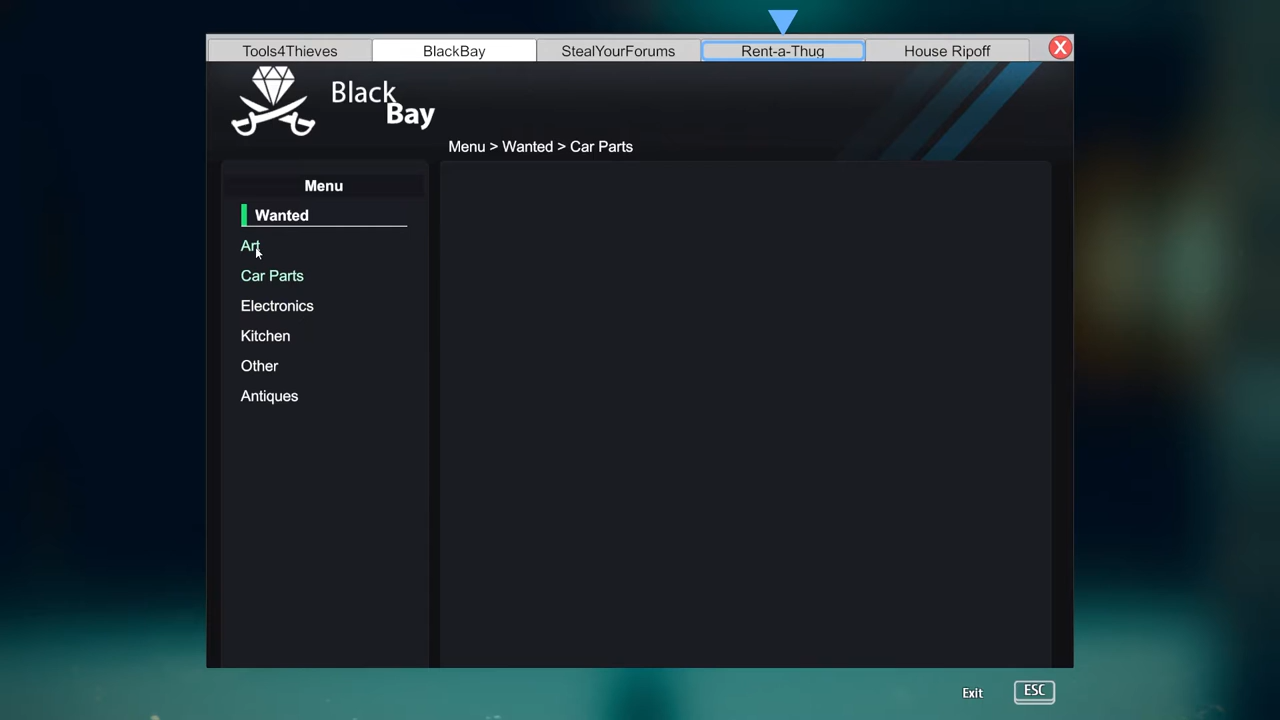 Tools4Thieves
BlackBay
StealYourForums
Rent-a-Thug
House Ripoff
X
Black
Bay
Menu > Wanted > Car Parts
Menu
Wanted
Art
Car Parts
Electronics
Kitchen
Other
Antiques
Exit
ESC